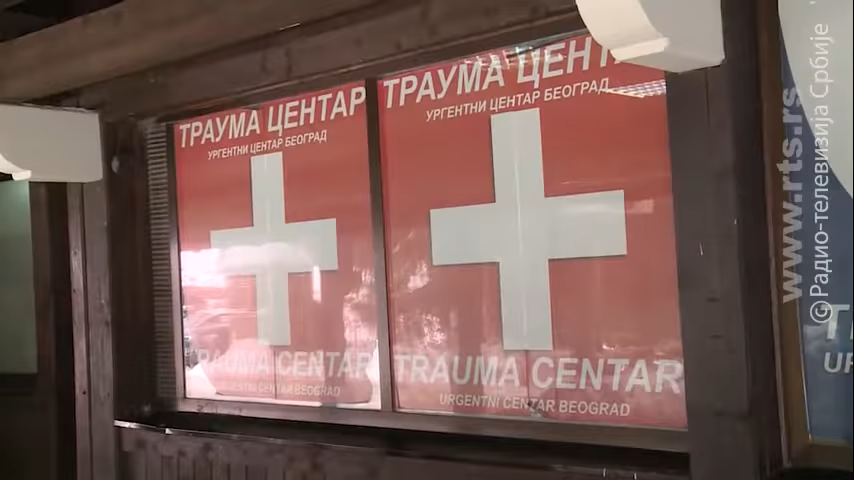 ТРАУМА ЦЕНТАР
УРГЕНТНИ ЦЕНТАР БЕОГРАД
TRAUMA CENTAR
URGENTNI CENTAR BEOGRAD
ТРАУМА ЦЕНТ
УРГЕНТНИ ЦЕНТАР БЕОГРАД
TRAUMA CENTAR
URGENTNI CENTAR BEOGRAD
www.rts.rs
©Радио-телевизија Србије